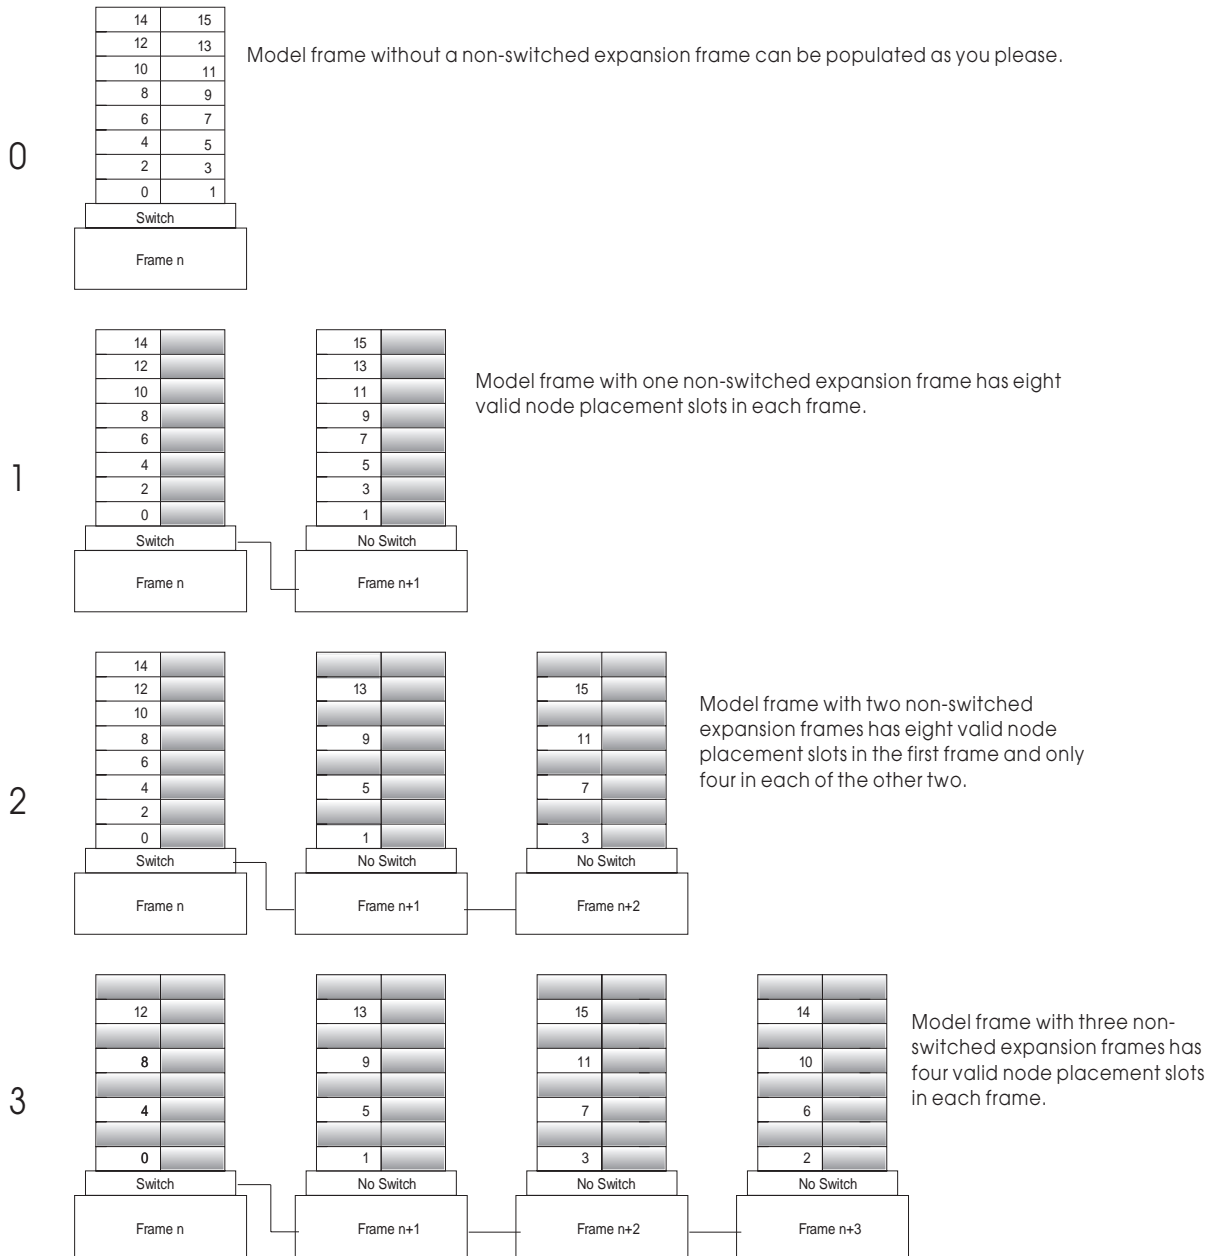 14 15
12 13
10 11
8 9
6 7
4 5
2 3
0 1
Switch
Frame n
Model frame without a non-switched expansion frame can be populated as you please.
0
14 15
12 13
10 11
8 9
6 7
4 5
2 3
0 1
Switch No Switch
Frame n Frame n+1
Model frame with one non-switched expansion frame has eight
valid node placement slots in each frame.
1
14
12 13 15
10
8 9 11
6
4 5 7
2
0 1 3
Switch No Switch No Switch
Frame n Frame n+1 Frame n+2
Model frame with two non-switched
expansion frames has eight valid node
placement slots in the first frame and only
four in each of the other two.
2
12 13 15 14
8 9 11 10
4 5 7 6
0 1 3 2
Switch No Switch No Switch No Switch
Frame n Frame n+1 Frame n+2 Frame n+3
Model frame with three non-
switched expansion frames has
four valid node placement slots
in each frame.
3